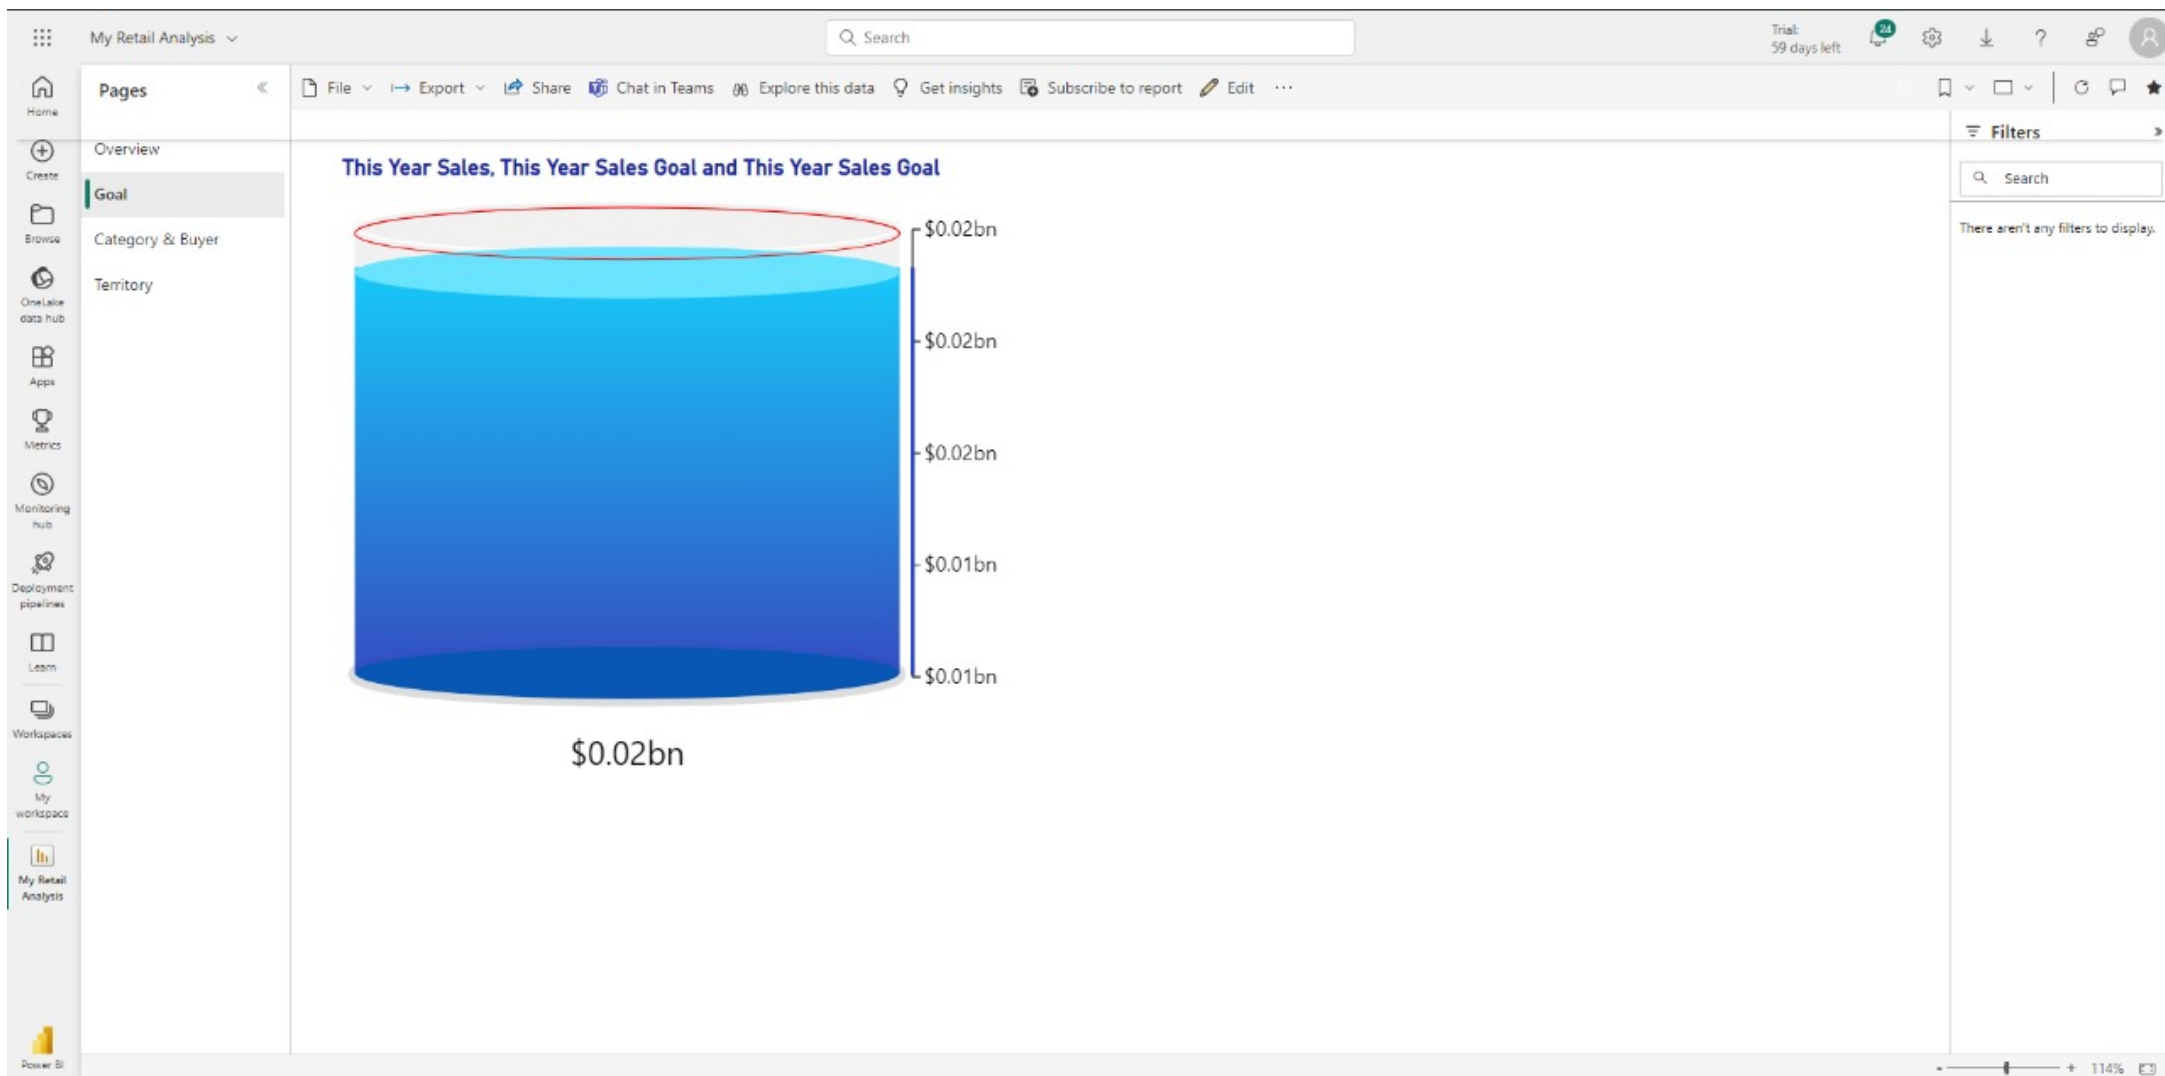 My Retail Analysis
Search
Trial:
59 days left
24
Home
Create
Browse
OneLake
data hub
Apps
Metrics
Monitoring
hub
Deployment
pipelines
Learn
Workspaces
My
workspace
My Retail
Analysis
Power BI
Pages
Overview
Goal
Category & Buyer
Territory
File
Export
Share
Chat in Teams
Explore this data
Get insights
Subscribe to report
Edit
This Year Sales, This Year Sales Goal and This Year Sales Goal
$0.02bn
$0.02bn
$0.02bn
$0.01bn
$0.01bn
$0.02bn
Filters
Search
There aren't any filters to display.
- + 114%